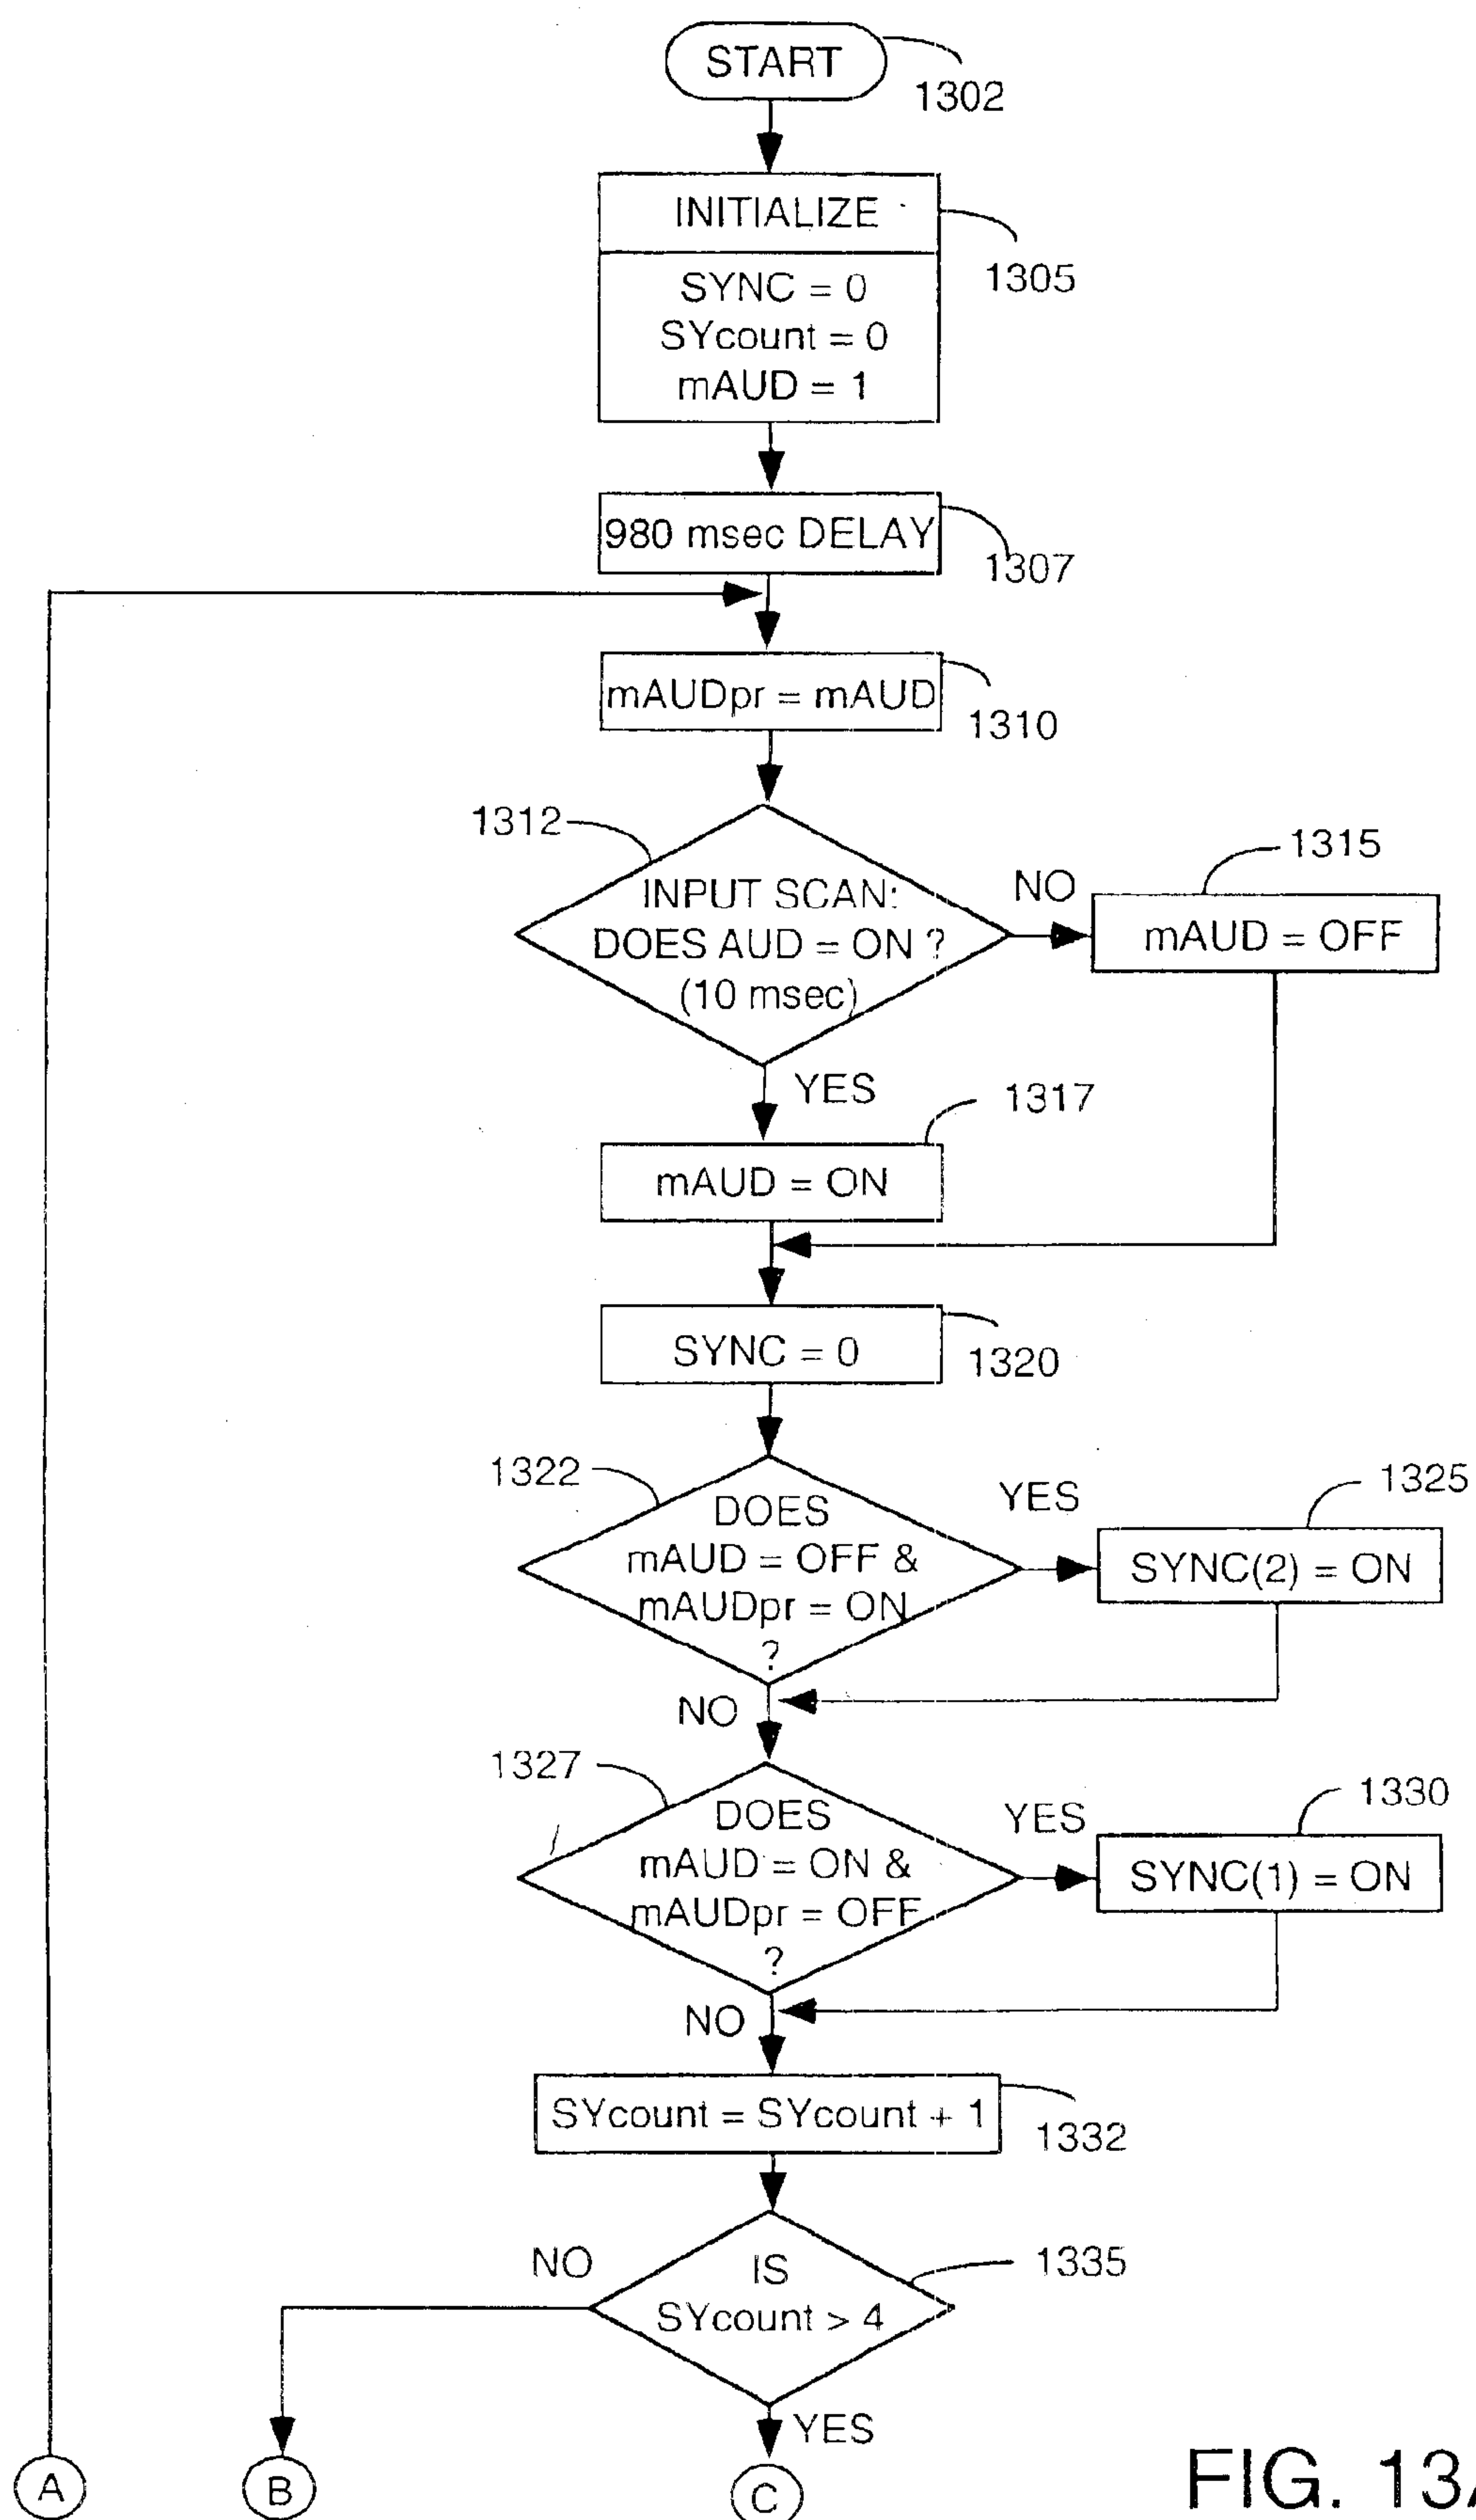 START
1302
INITIALIZE
1305
SYNC = 0
SYcount = 0
mAUD = 1
980 msec DELAY
1307
mAUDpr = mAUD
1310
1312
INPUT SCAN:
DOES AUD = ON ?
(10 msec)
NO
1315
mAUD = OFF
YES
1317
mAUD = ON
SYNC = 0
1320
1322
DOES
mAUD = OFF &
mAUDpr = ON
?
YES
1325
SYNC(2) = ON
NO
1327
DOES
mAUD = ON &
mAUDpr = OFF
?
YES
1330
SYNC(1) = ON
NO
SYcount = SYcount + 1
1332
NO
IS
SYcount > 4
1335
YES
A
B
C
FIG. 13A